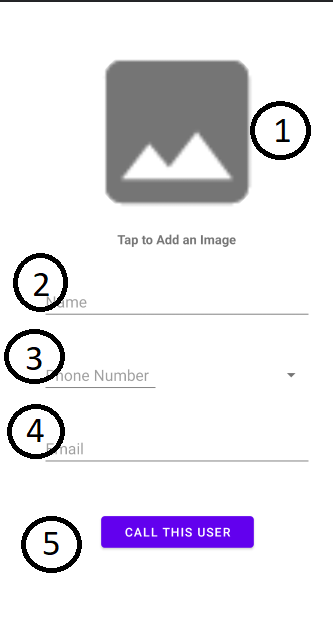 1
Tap to Add an Image
2
Name
3
Phone Number
4
Email
5
CALL THIS USER